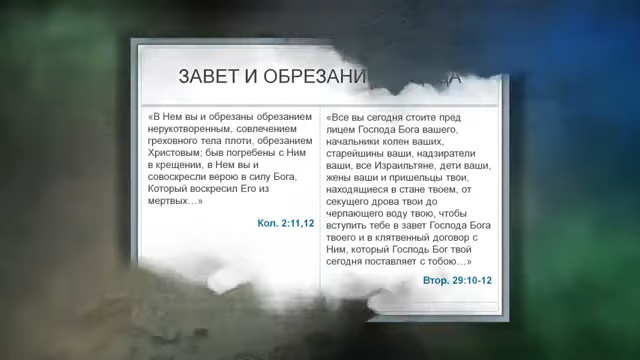 ЗАВЕТ И ОБРЕЗАНИ
«В Нем вы и обрезаны обрезанием
нерукотворенным, совлечением
греховного тела плоти, обрезанием
Христовым; быв погребены с Ним
в крещении, в Нем вы и
совоскресли верою в силу Бога,
Который воскресил Его из
мертвых…»
Кол. 2:11,12
«Все вы сегодня стоите пред
лицем Господа Бога вашего,
начальники колен ваших,
старейшины ваши, надзиратели
ваши, все Израильтяне, дети ваши,
жены ваши и пришельцы твои,
находящиеся в стане твоем, от
секущего дрова твои до
черпающего воду твою, чтобы
вступить тебе в завет Господа Бога
твоего и в клятвенный договор с
Ним, который Господь Бог твой
сегодня поставляет с тобою…»
Втор. 29:10-12